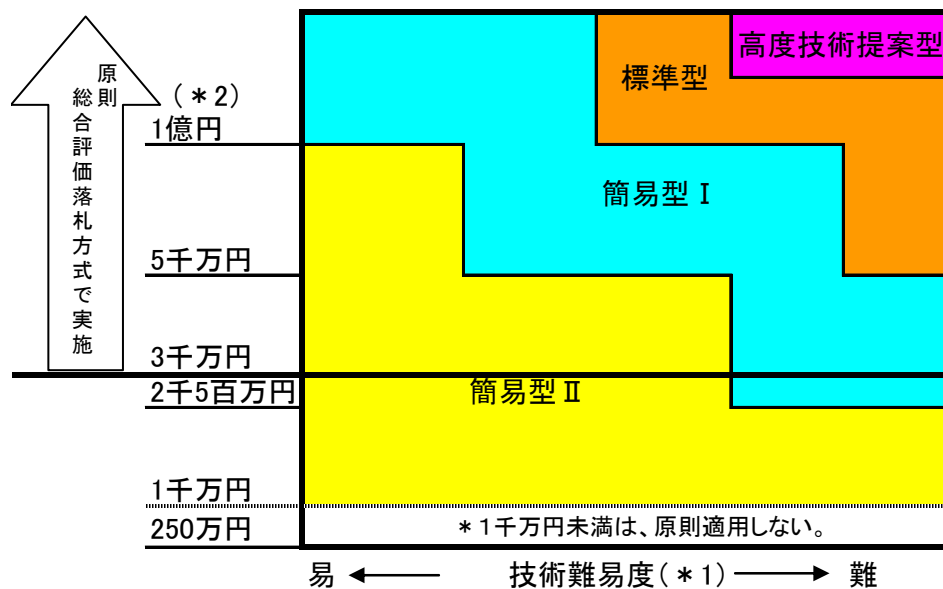 原則
総合評価落札方式で実施
(*2)
1億円
5千万円
3千万円
2千5百万円
1千万円
250万円
高度技術提案型
標準型
簡易型Ⅰ
簡易型Ⅱ
*1千万円未満は、原則適用しない。
易
技術難易度(*1)
難